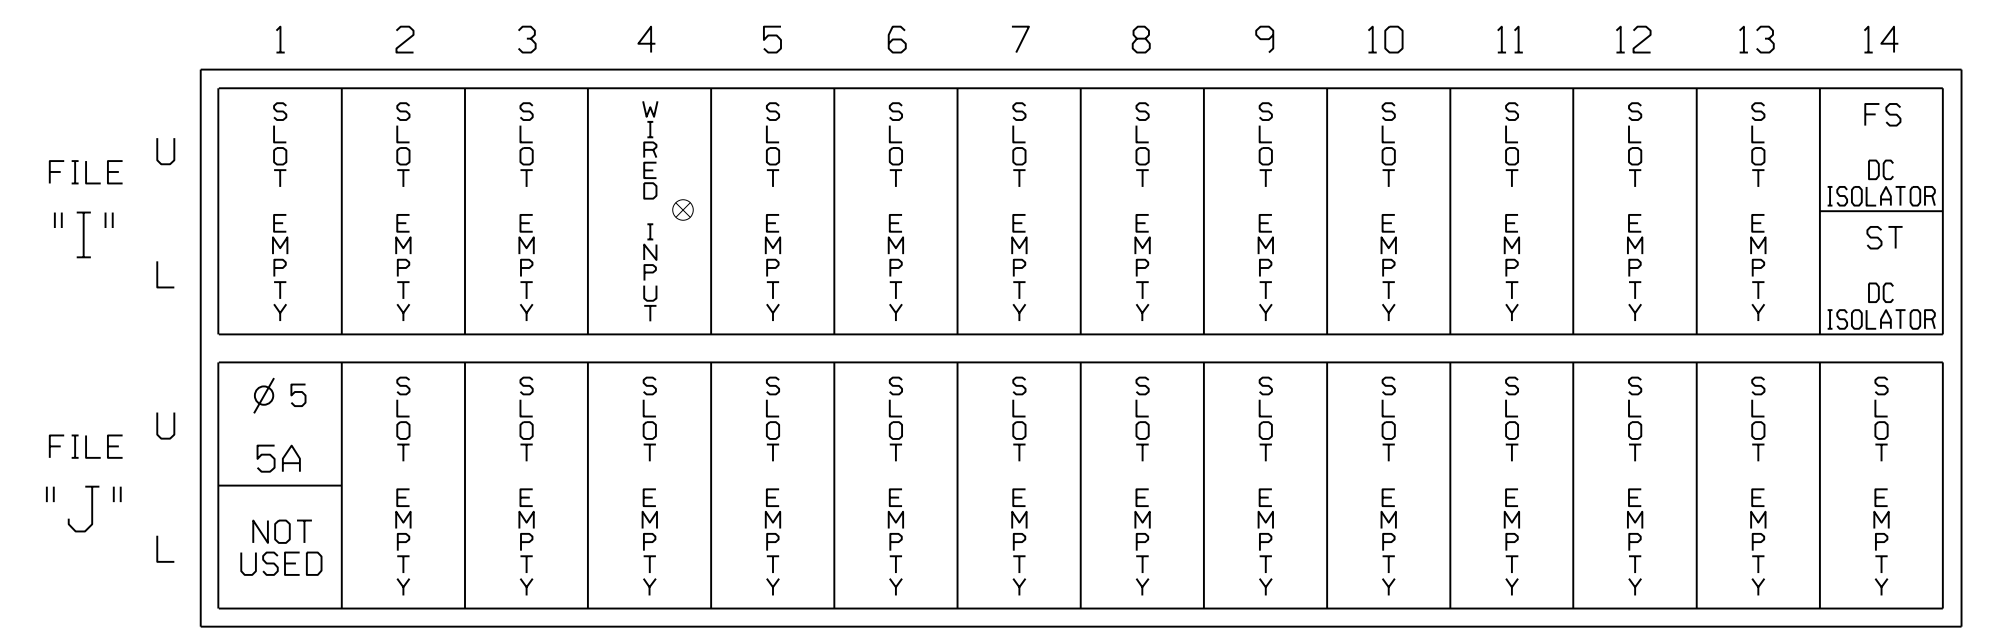 1 2 3 4 5 6 7 8 9 10 11 12 13 14
FILE "I"
U
L
SLOT EMPTY
SLOT EMPTY
SLOT EMPTY
WIRED INPUT
SLOT EMPTY
SLOT EMPTY
SLOT EMPTY
SLOT EMPTY
SLOT EMPTY
SLOT EMPTY
SLOT EMPTY
SLOT EMPTY
SLOT EMPTY
FS
DC
ISOLATOR
ST
DC
ISOLATOR
FILE "J"
U
L
Ø 5
5A
NOT
USED
SLOT EMPTY
SLOT EMPTY
SLOT EMPTY
SLOT EMPTY
SLOT EMPTY
SLOT EMPTY
SLOT EMPTY
SLOT EMPTY
SLOT EMPTY
SLOT EMPTY
SLOT EMPTY
SLOT EMPTY
SLOT EMPTY